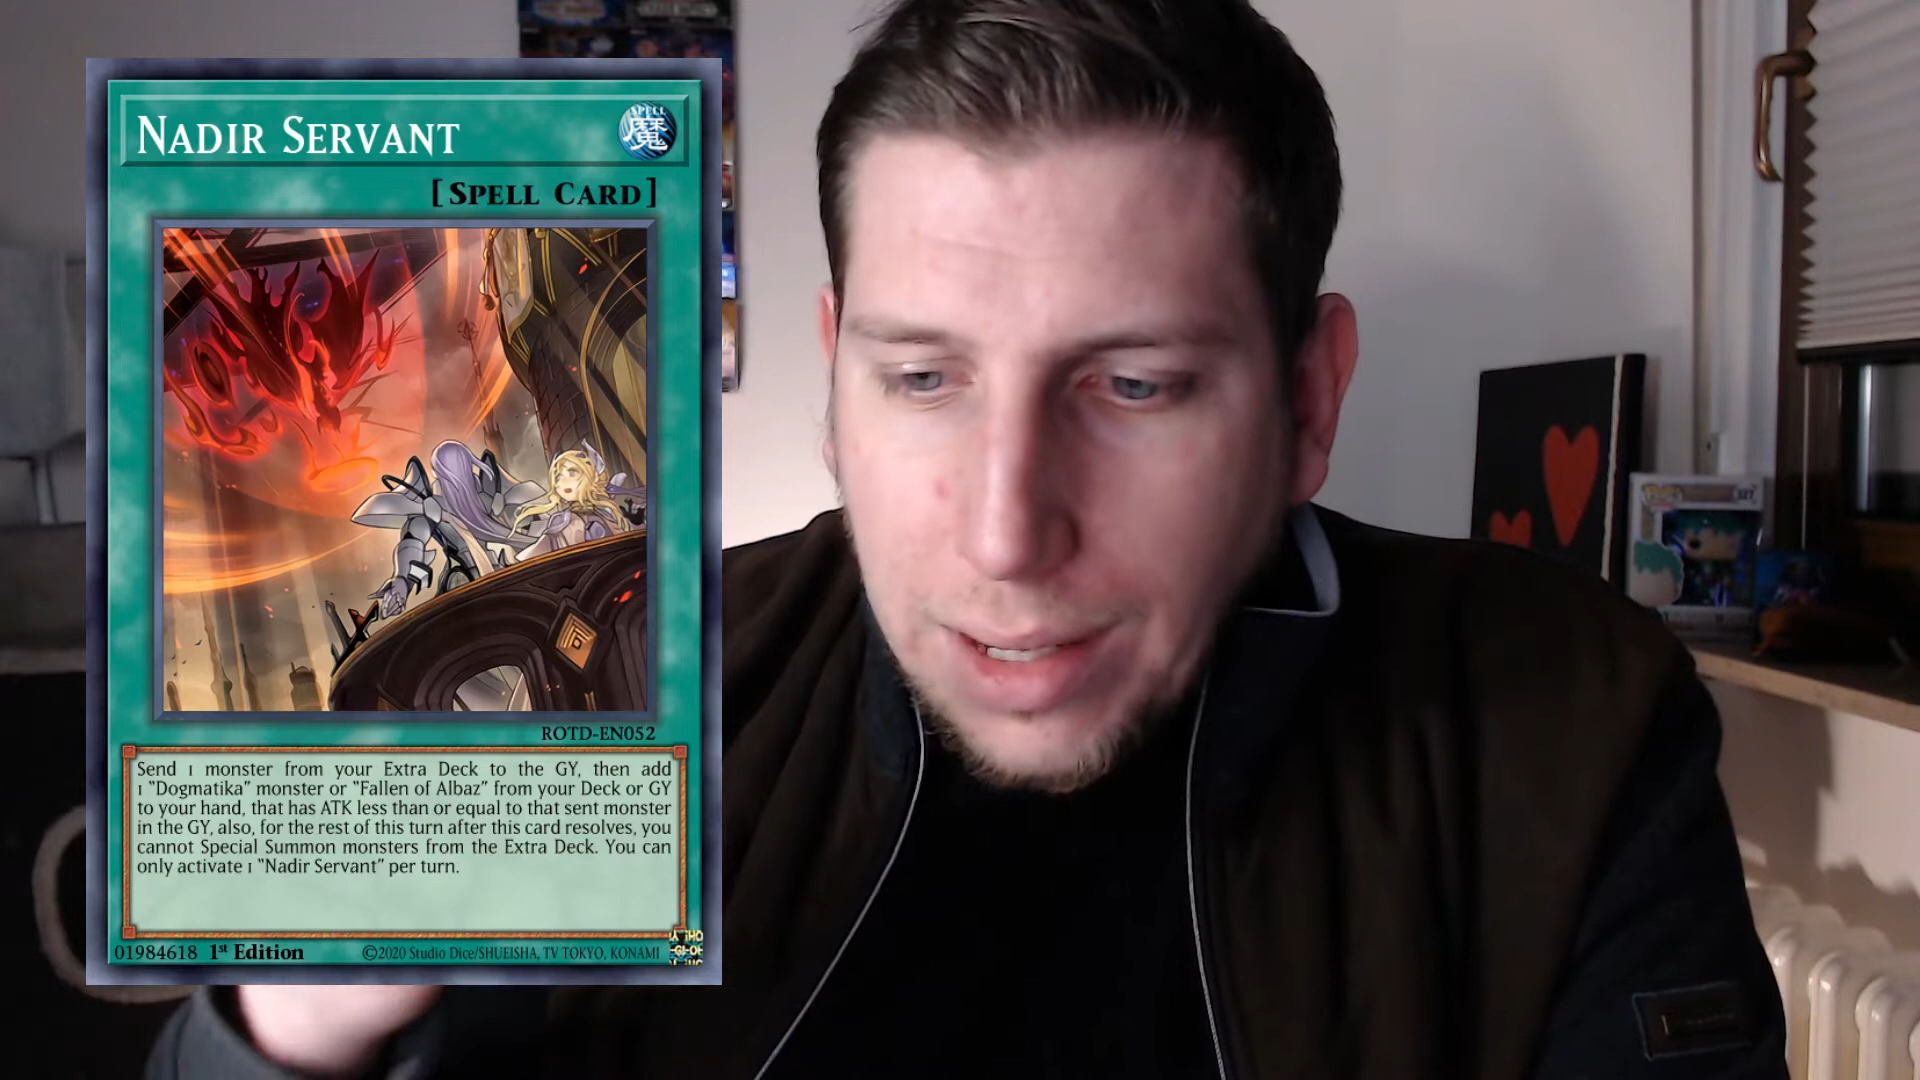 NADIR SERVANT
SPELL
魔
[SPELL CARD]
ROTD-EN052
Send 1 monster from your Extra Deck to the GY, then add
1 "Dogmatika" monster or "Fallen of Albaz" from your Deck or GY
to your hand, that has ATK less than or equal to that sent monster
in the GY, also, for the rest of this turn after this card resolves, you
cannot Special Summon monsters from the Extra Deck. You can
only activate 1 "Nadir Servant" per turn.
01984618 1st Edition ©2020 Studio Dice/SHUEISHA, TV TOKYO, KONAMI